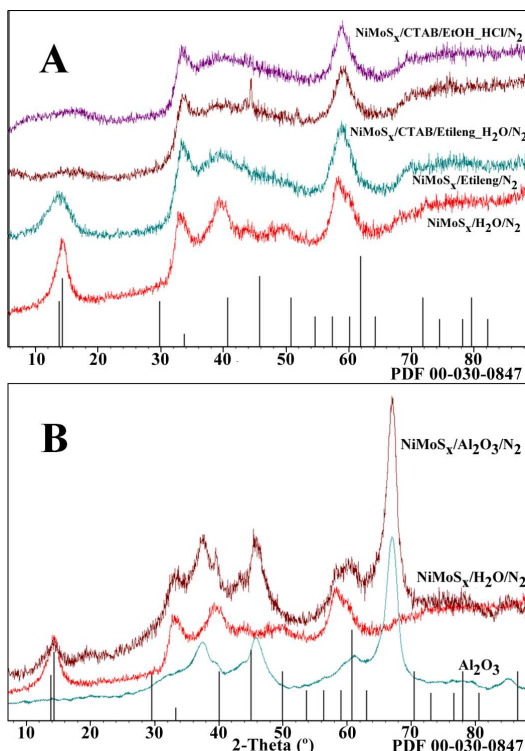 NiMoSx/CTAB/EtOH_HCl/N2
A
NiMoSx/CTAB/Etileng_H2O/N2
NiMoSx/Etileng/N2
NiMoSx/H2O/N2
10 20 30 40 50 60 70 80
PDF 00-030-0847
B
NiMoSx/Al2O3/N2
NiMoSx/H2O/N2
Al2O3
10 20 30 40 50 60 70 80
2-Theta (º)
PDF 00-030-0847